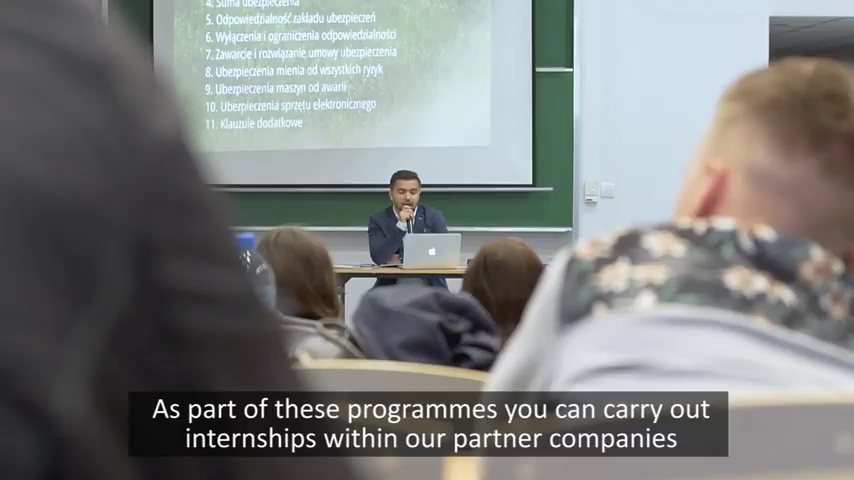 4. Suma ubezpieczenia
5. Odpowiedzialność zakładu ubezpieczeń
6. Wyłączenia i ograniczenia odpowiedzialności
7. Zawarcie i rozwiązanie umowy ubezpieczenia
8. Ubezpieczenia mienia od wszystkich ryzyk
9. Ubezpieczenia maszyn od awarii
10. Ubezpieczenia sprzętu elektronicznego
11. Klauzule dodatkowe
As part of these programmes you can carry out
internships within our partner companies